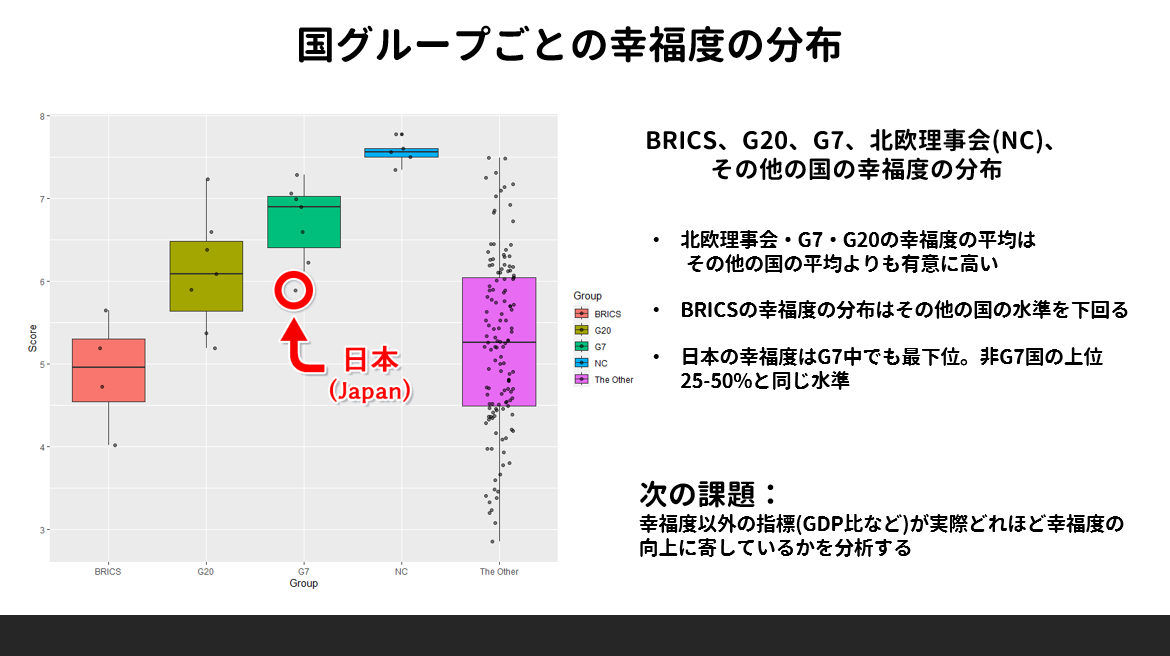 国グループごとの幸福度の分布
8
7
6
5
4
3
Score
BRICS
G20
G7
NC
The Other
Group
日本
(Japan)
Group
BRICS
G20
G7
NC
The Other
BRICS、G20、G7、北欧理事会(NC)、
その他の国の幸福度の分布
• 北欧理事会・G7・G20の幸福度の平均は
その他の国の平均よりも有意に高い
• BRICSの幸福度の分布はその他の国の水準を下回る
• 日本の幸福度はG7中でも最下位。非G7国の上位
25-50%と同じ水準
次の課題：
幸福度以外の指標(GDP比など)が実際どれほど幸福度の
向上に寄しているかを分析する